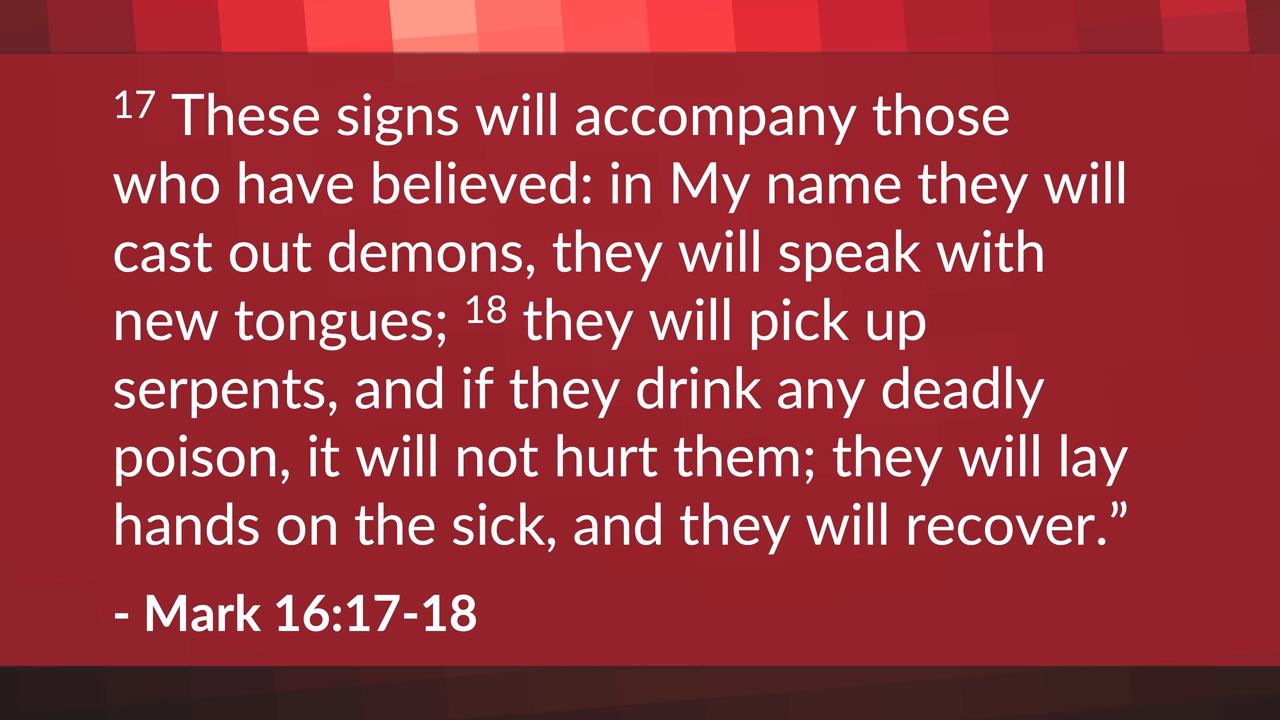 17 These signs will accompany those
who have believed: in My name they will
cast out demons, they will speak with
new tongues; 18 they will pick up
serpents, and if they drink any deadly
poison, it will not hurt them; they will lay
hands on the sick, and they will recover.”
- Mark 16:17-18